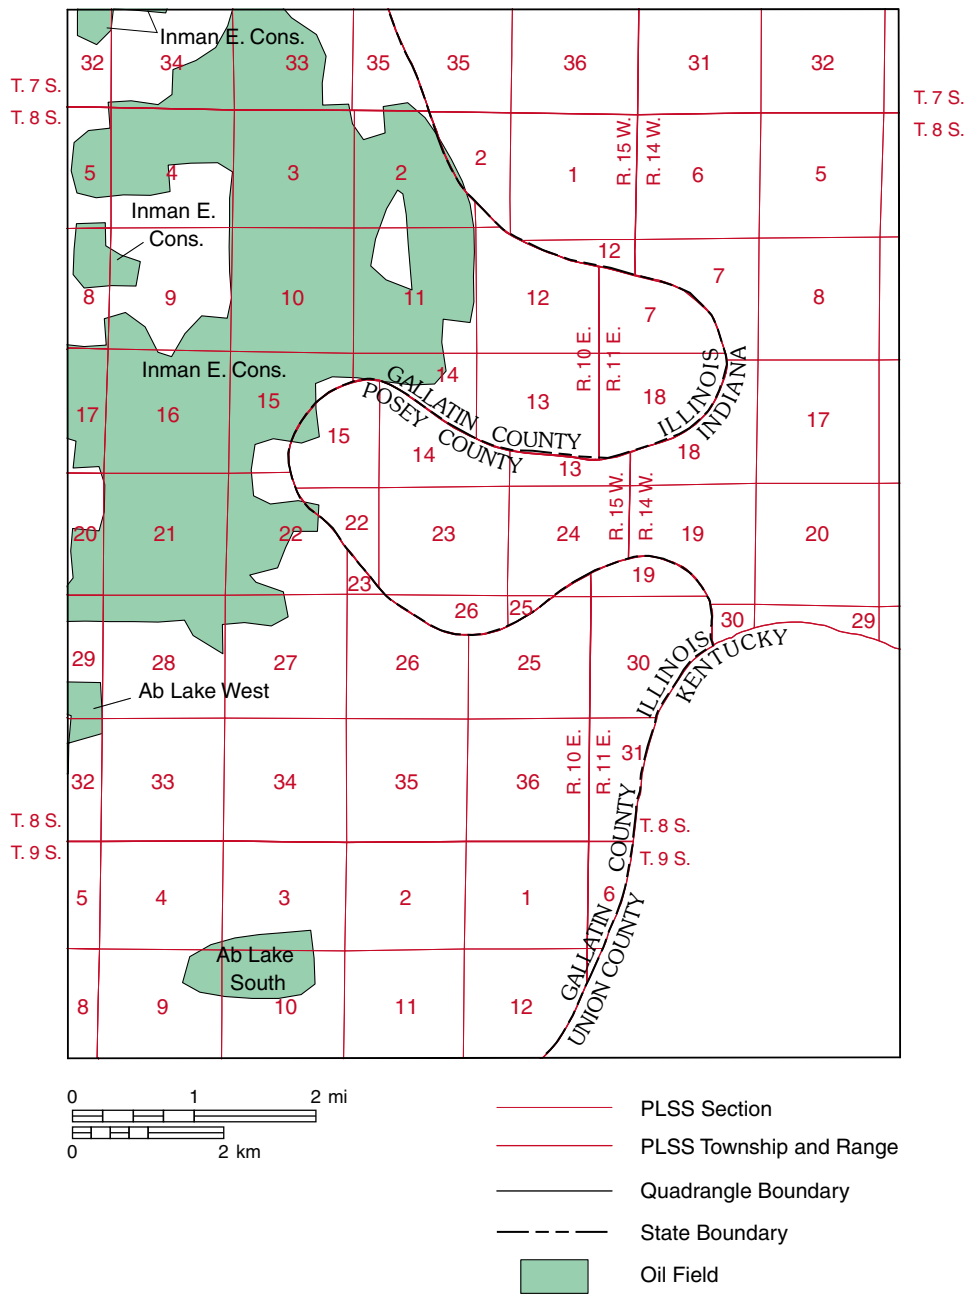 Inman E. Cons.
32
34
33
35
35
36
31
32
T. 7 S.
T. 8 S.
T. 7 S.
T. 8 S.
5
4
3
2
2
1
R. 15 W.
R. 14 W.
6
5
Inman E.
Cons.
8
9
10
11
12
12
7
7
8
R. 10 E.
R. 11 E.
Inman E. Cons.
17
16
15
15
14
14
13
13
18
18
17
GALLATIN COUNTY
POSEY COUNTY
ILLINOIS
INDIANA
R. 15 W.
R. 14 W.
20
21
22
22
23
23
24
19
19
20
26
25
30
29
29
28
27
26
25
30
ILLINOIS
KENTUCKY
Ab Lake West
32
33
34
35
36
R. 10 E.
R. 11 E.
31
T. 8 S.
T. 9 S.
T. 8 S.
T. 9 S.
5
4
3
2
1
6
GALLATIN COUNTY
UNION COUNTY
Ab Lake
South
8
9
10
11
12
0 1 2 mi
0 2 km
PLSS Section
PLSS Township and Range
Quadrangle Boundary
State Boundary
Oil Field